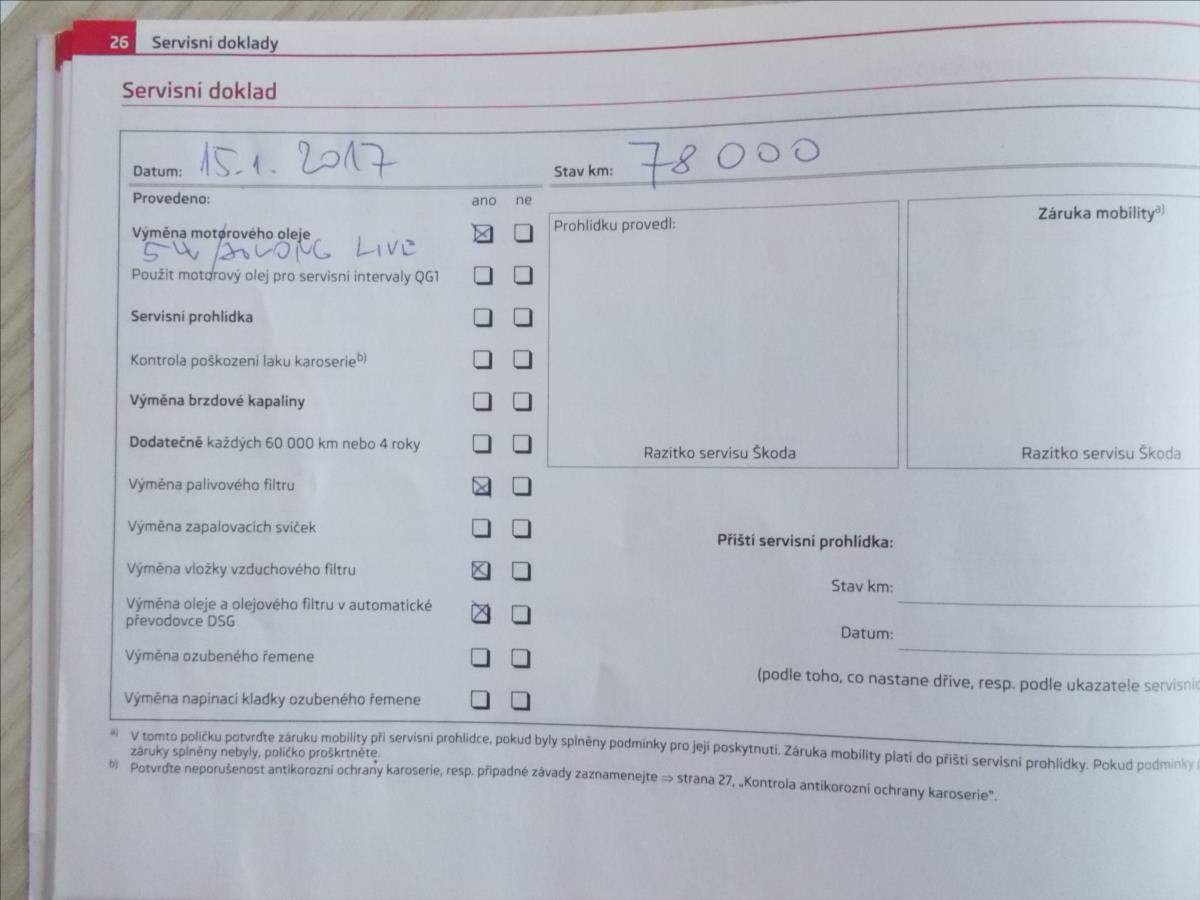 26 Servisní doklady
Servisní doklad
Datum: 15.1. 2017 Stav km: 78 000
Provedeno: ano ne
Prohlídku provedl:
Záruka mobility a)
Výměna motorového oleje
5W/30 LONG LIVE
Použit motorový olej pro servisní intervaly QG1
Servisní prohlídka
Kontrola poškození laku karoserie b)
Výměna brzdové kapaliny
Dodatečně každých 60 000 km nebo 4 roky
Razítko servisu Škoda Razítko servisu Škoda
Výměna palivového filtru
Výměna zapalovacích svíček
Příští servisní prohlídka:
Výměna vložky vzduchového filtru
Stav km:
Výměna oleje a olejového filtru v automatické
převodovce DSG
Datum:
Výměna ozubeného řemene
(podle toho, co nastane dříve, resp. podle ukazatele
Výměna napínací kladky ozubeného řemene
a) V tomto políčku potvrďte záruku mobility při servisní prohlídce, pokud byly splněny podmínky pro její poskytnutí. Záruka mobility platí do příští servisní prohlídky. Pokud podmínky
záruky splněny nebyly, políčko proškrtněte.
b) Potvrďte neporušenost antikorozní ochrany karoserie, resp. případné závady zaznamenejte ⇒ strana 27, „Kontrola antikorozní ochrany karoserie“.